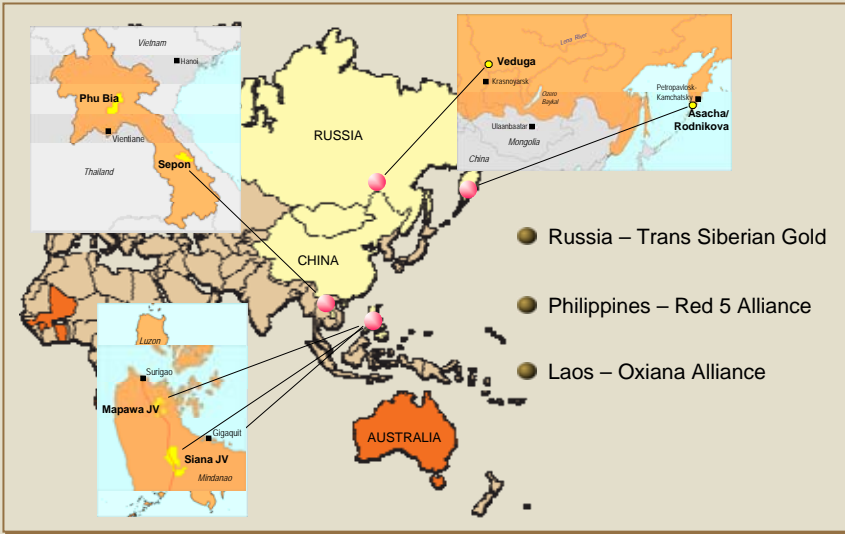 Vietnam
Hanoi
Phu Bia
Vientiane
Sepon
Thailand
Lena River
Veduga
Krasnoyarsk
Ozero
Baykal
Petropavlosk-
Kamchatsky
Asacha/
Rodnikova
Ulaanbaatar
Mongolia
China
RUSSIA
CHINA
Russia – Trans Siberian Gold
Philippines – Red 5 Alliance
Laos – Oxiana Alliance
Luzon
Surigao
Mapawa JV
Gigaquit
Siana JV
Mindanao
AUSTRALIA